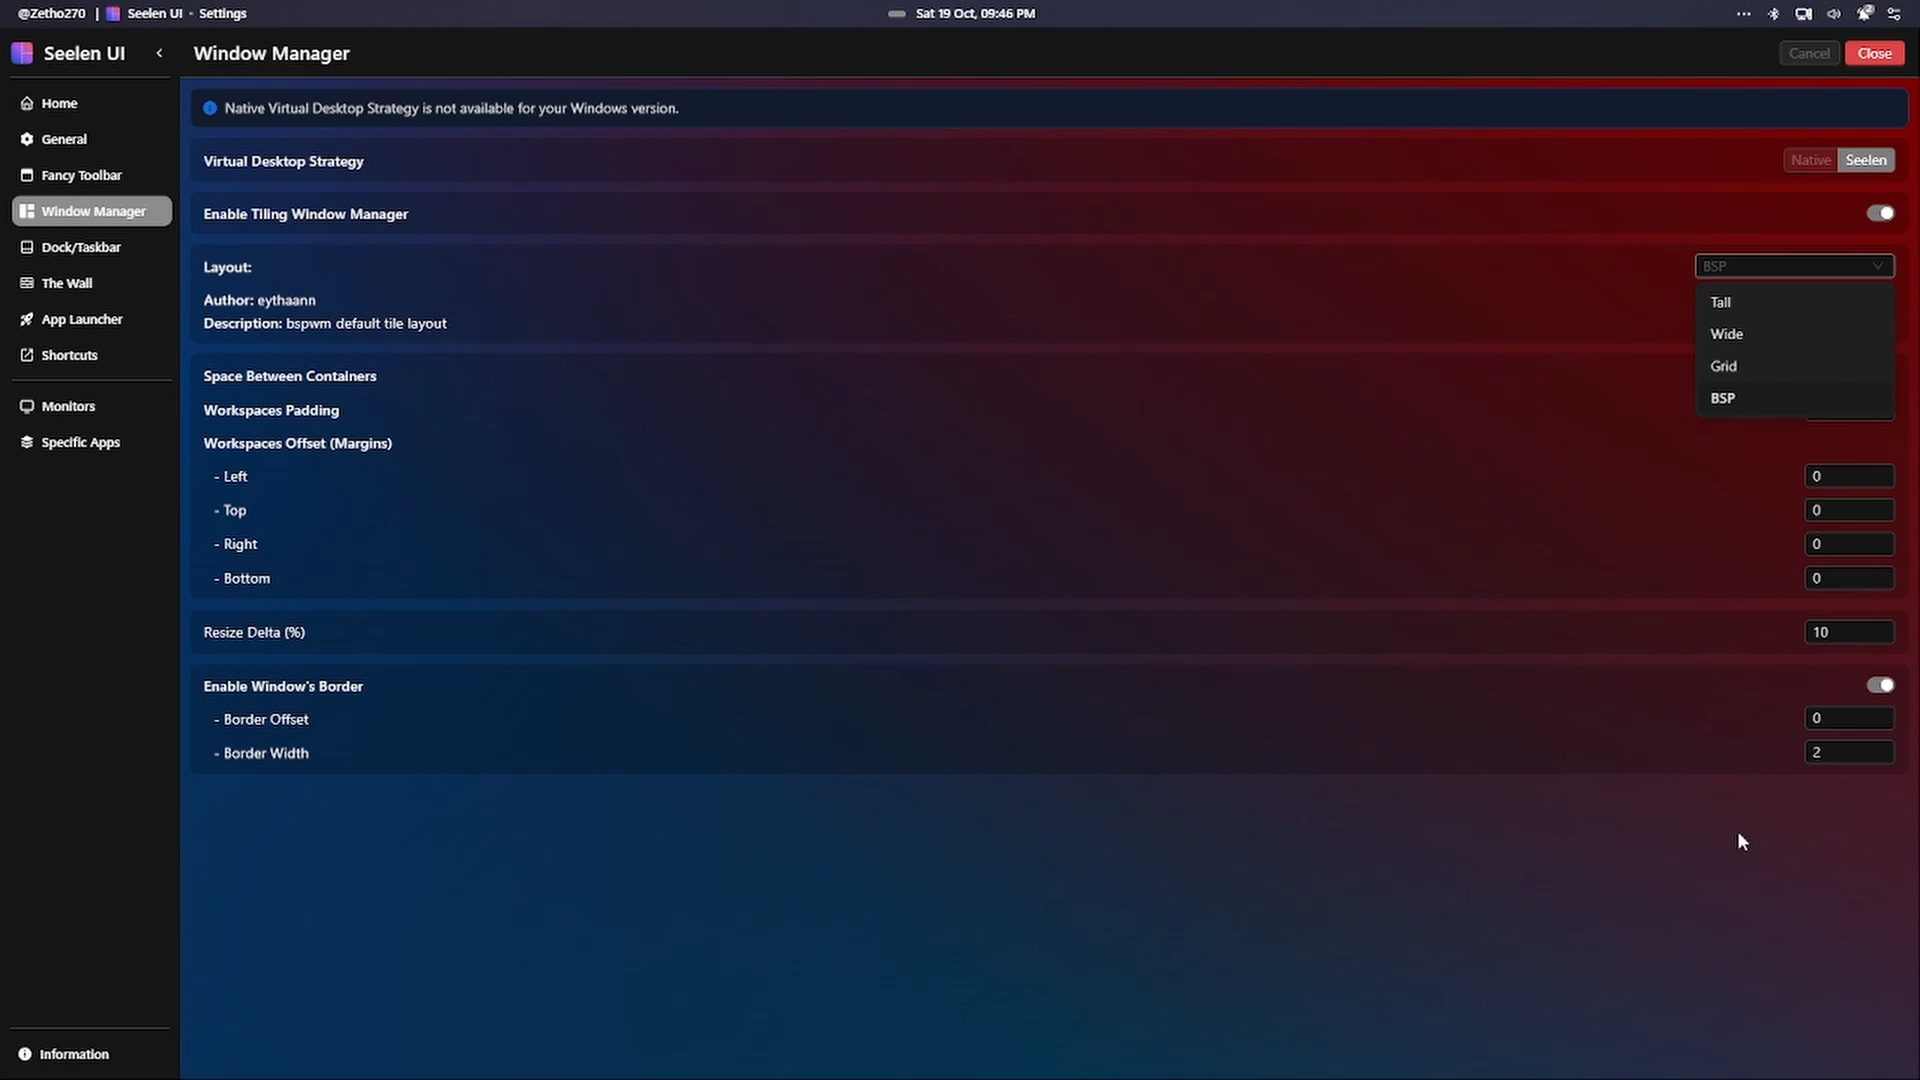 @Zetho270 | Seelen UI - Settings
Sat 19 Oct, 09:46 PM
2
Seelen UI
Window Manager
Cancel
Close
Home
General
Fancy Toolbar
Window Manager
Dock/Taskbar
The Wall
App Launcher
Shortcuts
Monitors
Specific Apps
Information
Native Virtual Desktop Strategy is not available for your Windows version.
Virtual Desktop Strategy
Native
Seelen
Enable Tiling Window Manager
Layout:
BSP
Author: eythaann
Description: bspwm default tile layout
Tall
Wide
Grid
BSP
Space Between Containers
Workspaces Padding
Workspaces Offset (Margins)
- Left
0
- Top
0
- Right
0
- Bottom
0
Resize Delta (%)
10
Enable Window's Border
- Border Offset
0
- Border Width
2